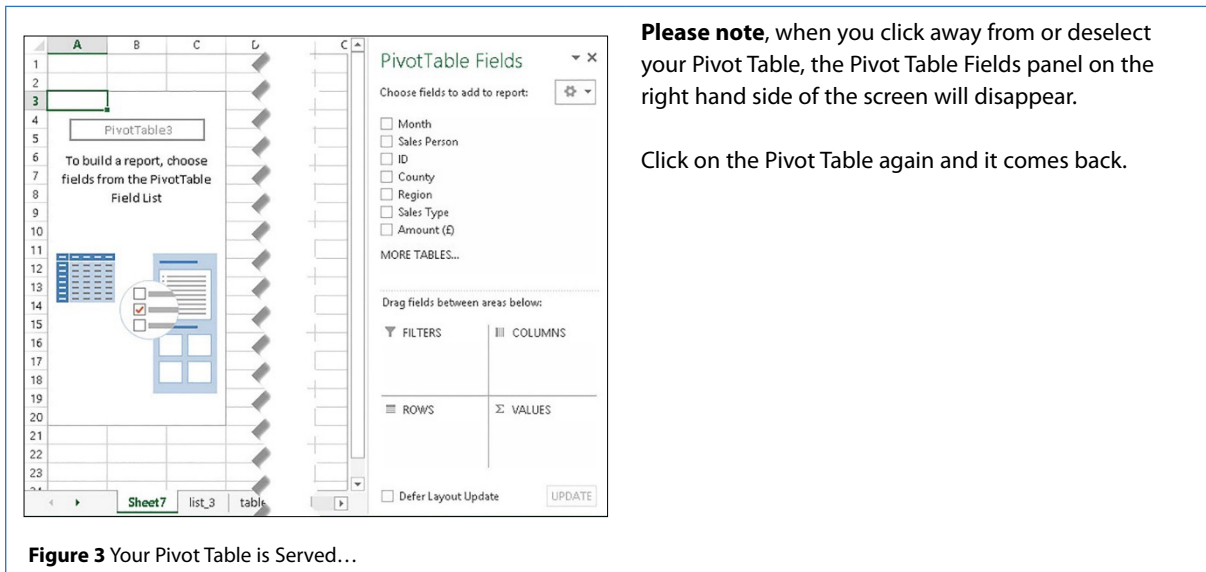 A B C D C
1
2
3
4
5
6
7
8
9
10
11
12
13
14
15
16
17
18
19
20
21
22
23
24
PivotTable3
To build a report, choose
fields from the PivotTable
Field List
Sheet7 list_3 table
PivotTable Fields
Choose fields to add to report:
Month
Sales Person
ID
County
Region
Sales Type
Amount (£)
MORE TABLES...
Drag fields between areas below:
FILTERS
COLUMNS
ROWS
Σ VALUES
Defer Layout Update
UPDATE
Please note, when you click away from or deselect
your Pivot Table, the Pivot Table Fields panel on the
right hand side of the screen will disappear.
Click on the Pivot Table again and it comes back.
Figure 3 Your Pivot Table is Served…